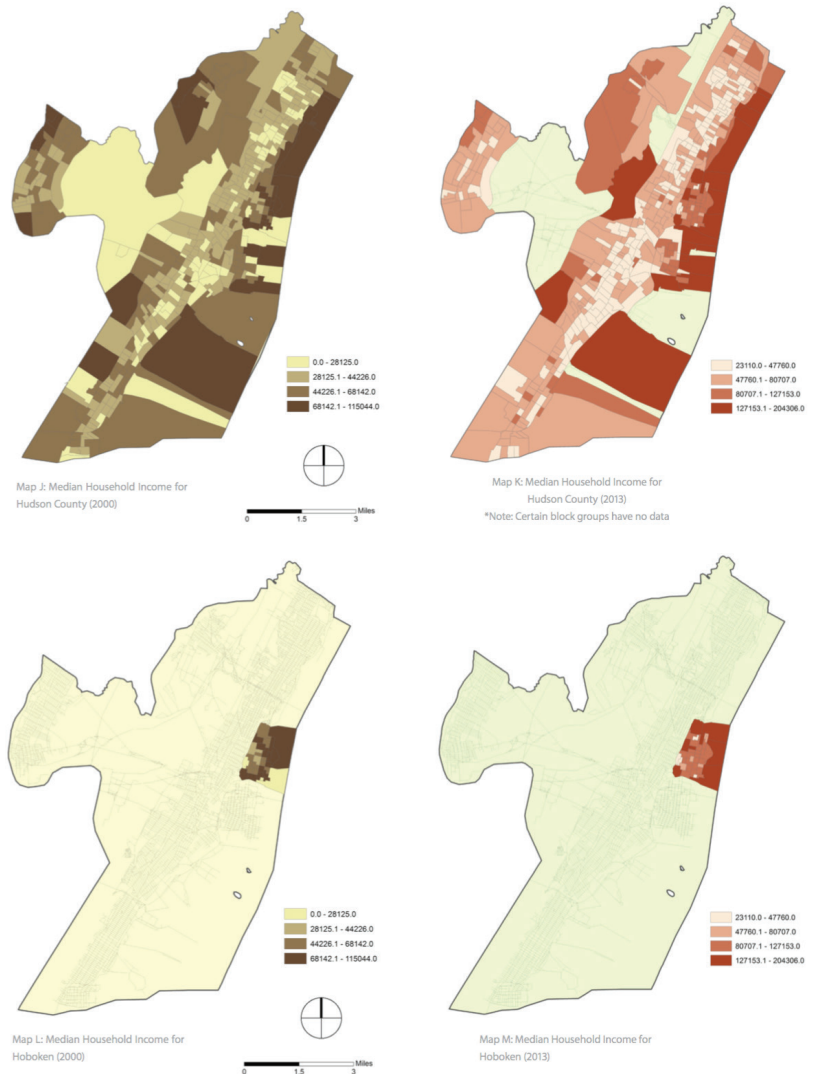 0.0 - 28125.0
28125.1 - 44226.0
44226.1 - 68142.0
68142.1 - 115044.0
Map J: Median Household Income for
Hudson County (2000)
Miles
0 1.5 3
23110.0 - 47760.0
47760.1 - 80707.0
80707.1 - 127153.0
127153.1 - 204306.0
Map K: Median Household Income for
Hudson County (2013)
*Note: Certain block groups have no data
0.0 - 28125.0
28125.1 - 44226.0
44226.1 - 68142.0
68142.1 - 115044.0
Map L: Median Household Income for
Hoboken (2000)
Miles
0 1.5 3
23110.0 - 47760.0
47760.1 - 80707.0
80707.1 - 127153.0
127153.1 - 204306.0
Map M: Median Household Income for
Hoboken (2013)